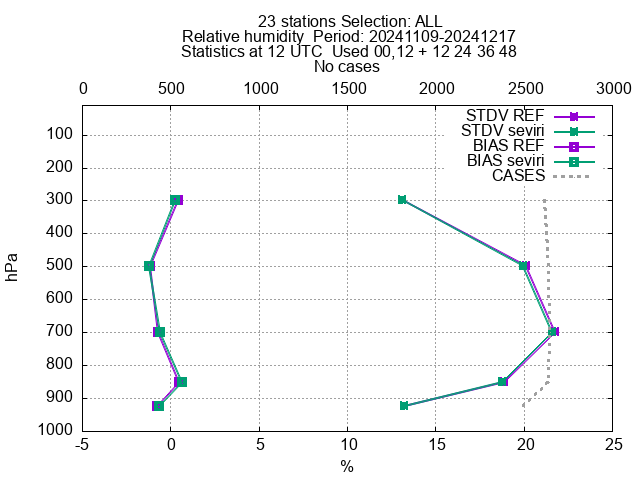 23 stations Selection: ALL
Relative humidity  Period: 20241109-20241217
Statistics at 12 UTC  Used 00,12 + 12 24 36 48
No cases
0 500 1000 1500 2000 2500 3000
STDV REF
STDV seviri
BIAS REF
BIAS seviri
CASES
100
200
300
400
500
600
700
800
900
1000
hPa
-5 0 5 10 15 20 25
%